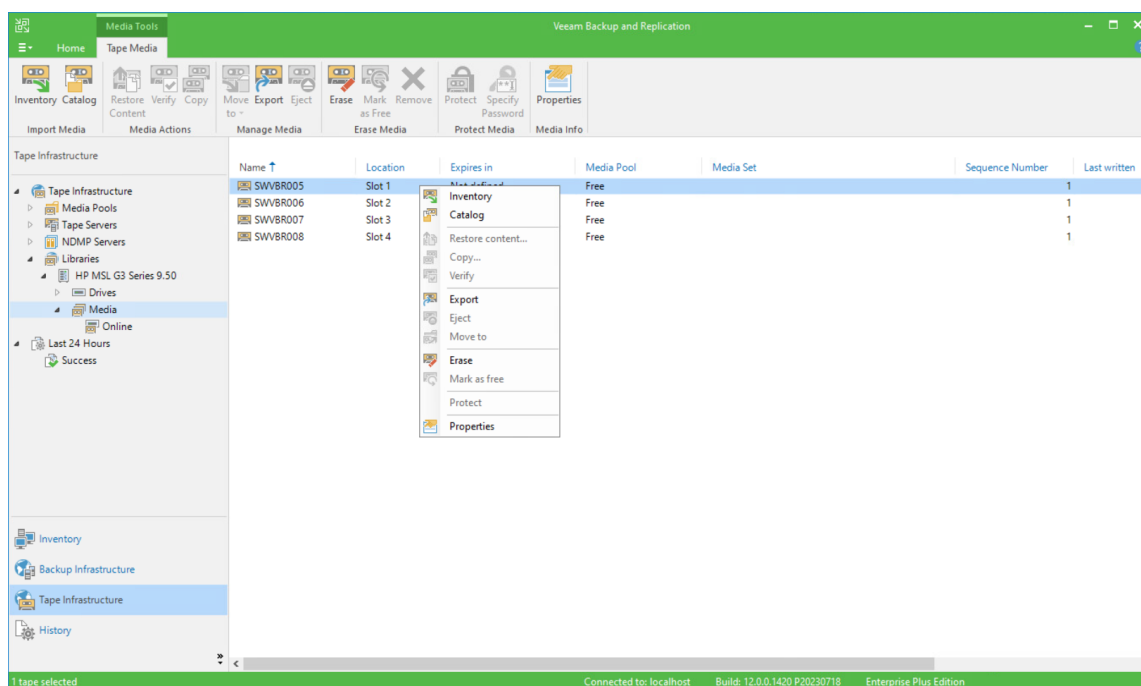 Media Tools
Veeam Backup and Replication
Home Tape Media
Inventory Catalog Restore Content Verify Copy Move to Export Eject Erase Mark as Free Remove Protect Specify Password Properties
Import Media Media Actions Manage Media Erase Media Protect Media Media Info
Tape Infrastructure
Tape Infrastructure
Media Pools
Tape Servers
NDMP Servers
Libraries
HP MSL G3 Series 9.50
Drives
Media
Online
Last 24 Hours
Success
Inventory
Backup Infrastructure
Tape Infrastructure
History
Name Location Expires in Media Pool Media Set Sequence Number Last written
SWVBR005 Slot 1 Not defined Free 1
SWVBR006 Slot 2 Free 1
SWVBR007 Slot 3 Free 1
SWVBR008 Slot 4 Free 1
Inventory
Catalog
Restore content...
Copy...
Verify
Export
Eject
Move to
Erase
Mark as free
Protect
Properties
1 tape selected Connected to: localhost Build: 12.0.0.1420 P20230718 Enterprise Plus Edition